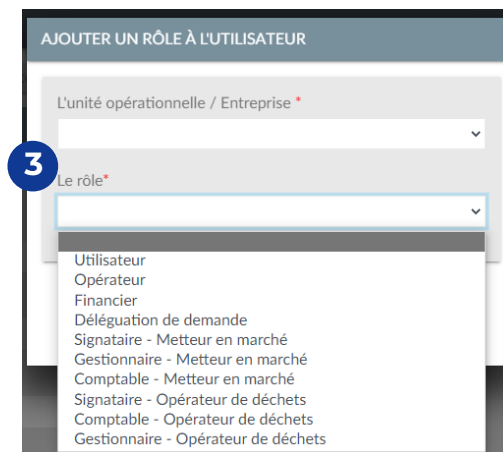 AJOUTER UN RÔLE À L'UTILISATEUR
L'unité opérationnelle / Entreprise *
3
Le rôle*
Utilisateur
Opérateur
Financier
Déléguation de demande
Signataire - Metteur en marché
Gestionnaire - Metteur en marché
Comptable - Metteur en marché
Signataire - Opérateur de déchets
Comptable - Opérateur de déchets
Gestionnaire - Opérateur de déchets